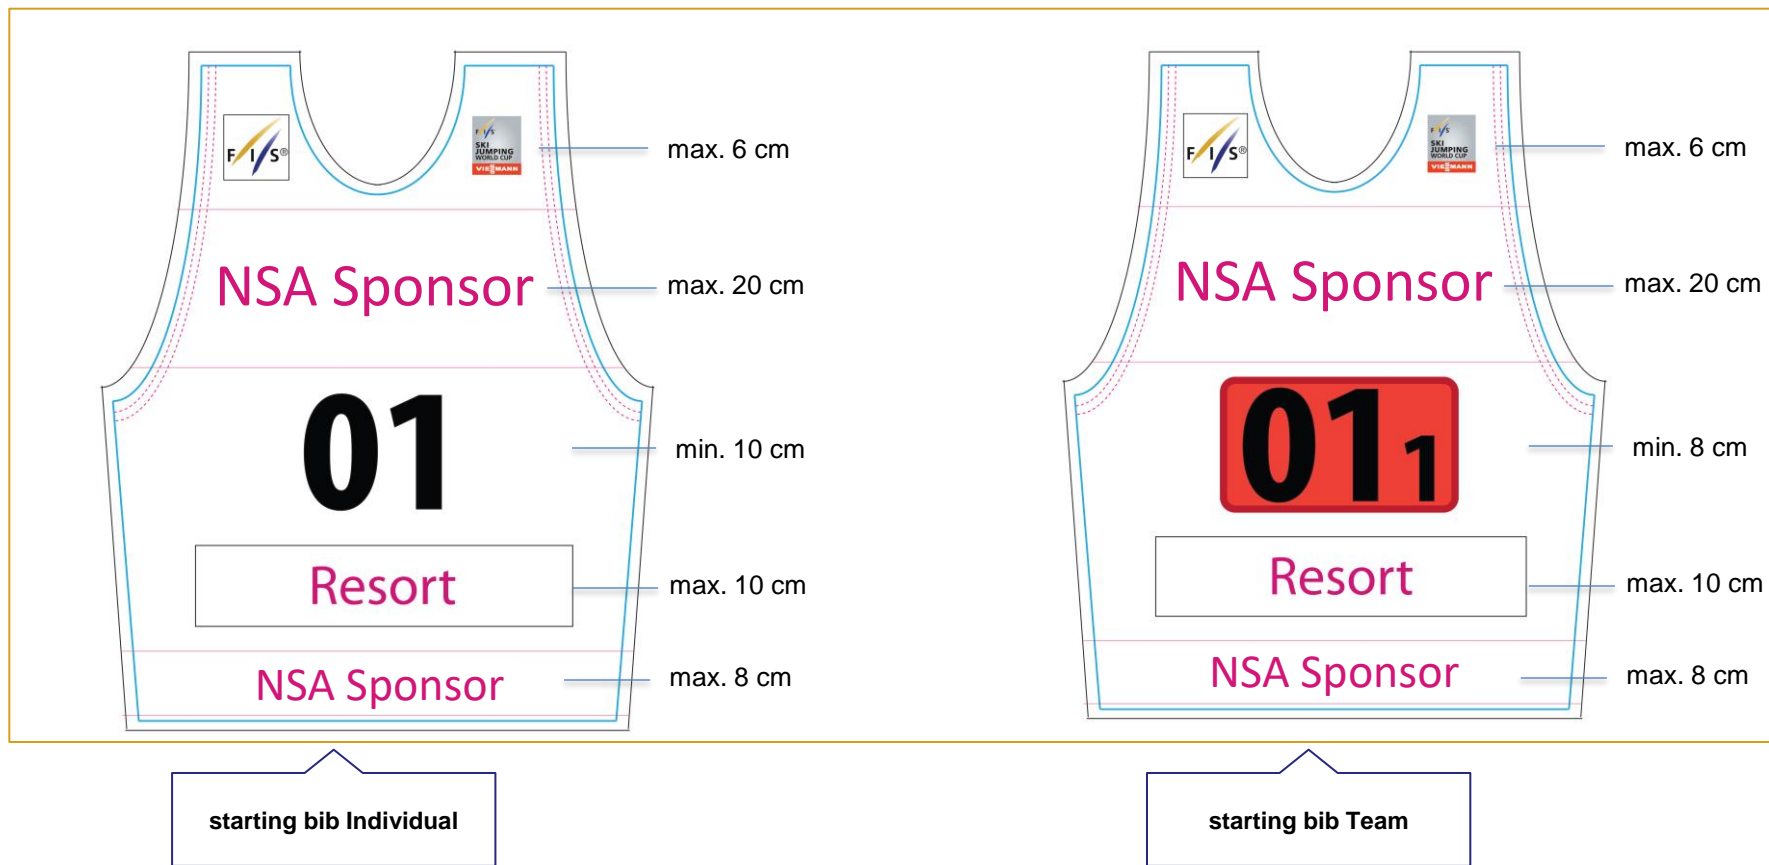 F/I/S®
F/I/S
SKI
JUMPING
WORLD CUP
VIESSMANN
max. 6 cm
NSA Sponsor
max. 20 cm
01
min. 10 cm
Resort
max. 10 cm
NSA Sponsor
max. 8 cm
starting bib Individual
F/I/S®
F/I/S
SKI
JUMPING
WORLD CUP
VIESSMANN
max. 6 cm
NSA Sponsor
max. 20 cm
01 1
min. 8 cm
Resort
max. 10 cm
NSA Sponsor
max. 8 cm
starting bib Team